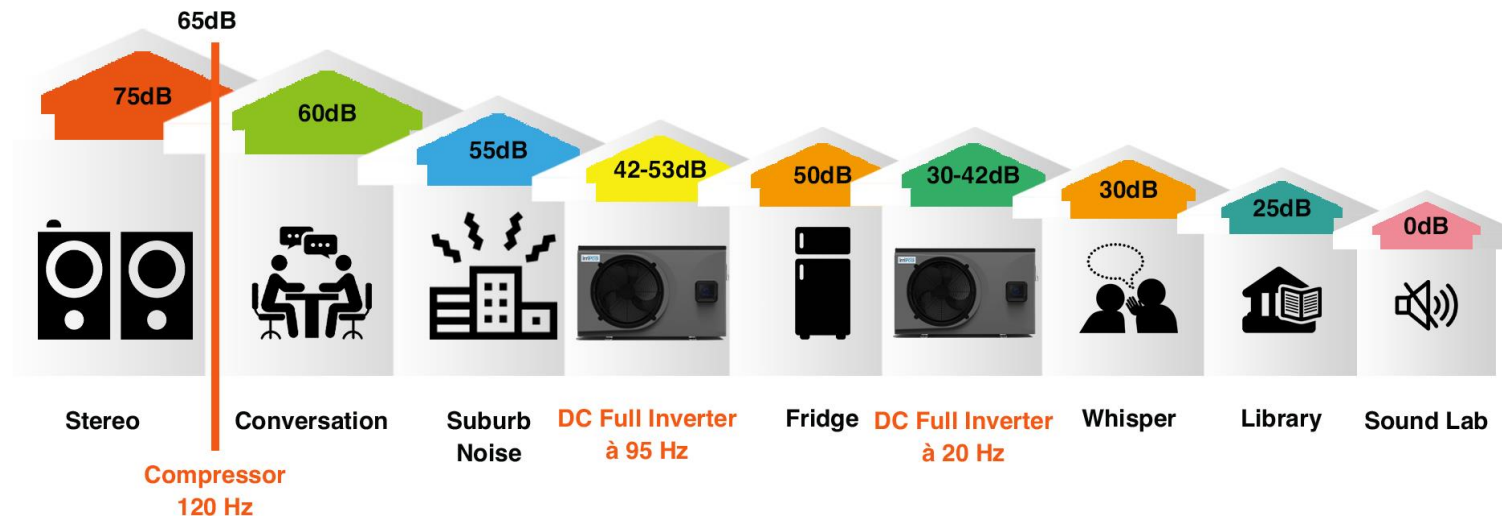 65dB
75dB
60dB
55dB
42-53dB
50dB
30-42dB
30dB
25dB
0dB
Stereo
Conversation
Suburb
Noise
DC Full Inverter
à 95 Hz
Fridge
DC Full Inverter
à 20 Hz
Whisper
Library
Sound Lab
Compressor
120 Hz